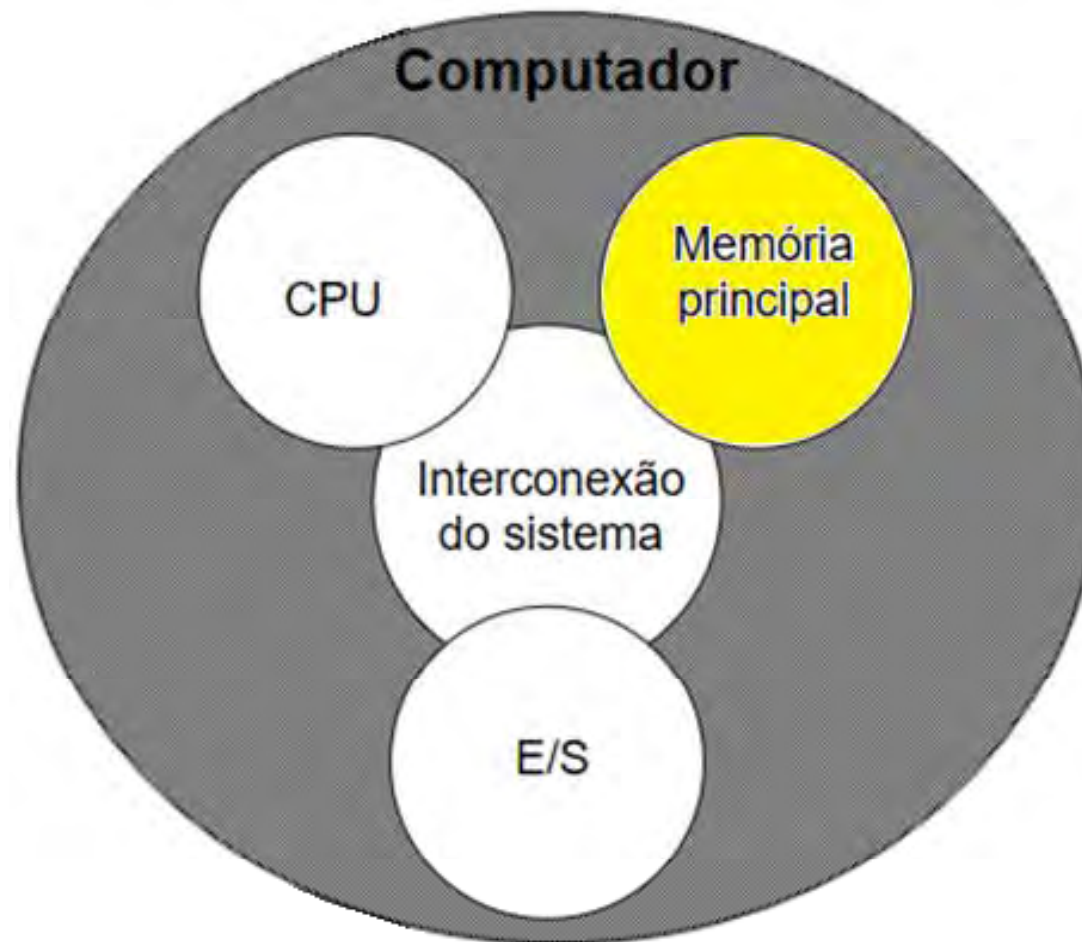 Computador
CPU
Memória
principal
Interconexão
do sistema
E/S